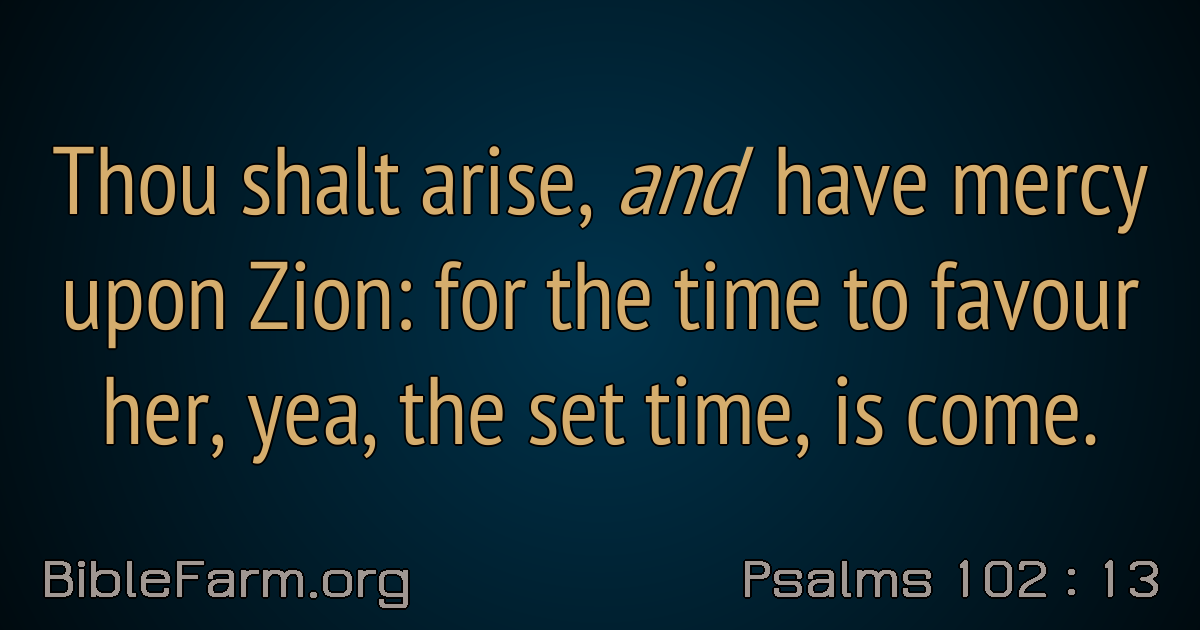 Thou shalt arise, and have mercy
upon Zion: for the time to favour
her, yea, the set time, is come.
BibleFarm.org
Psalms 102 : 13